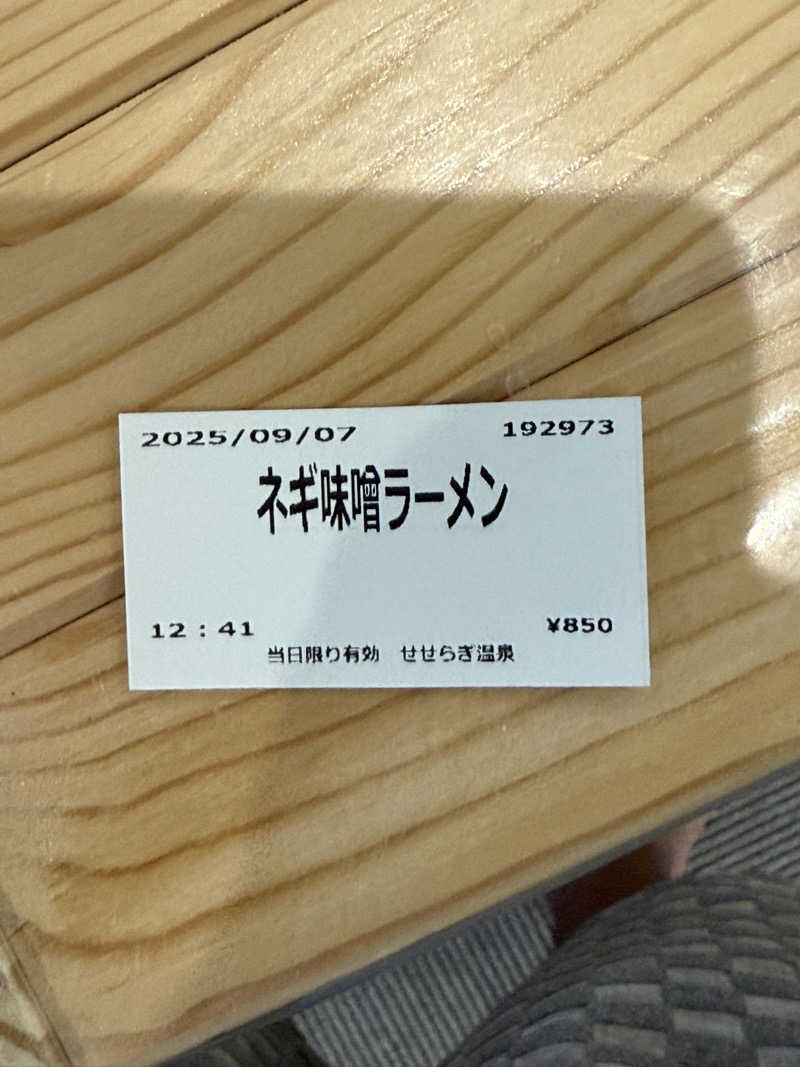 2025/09/07 192973
ネギ味噌ラーメン
12：41 ¥850
当日限り有効 せせらぎ温泉